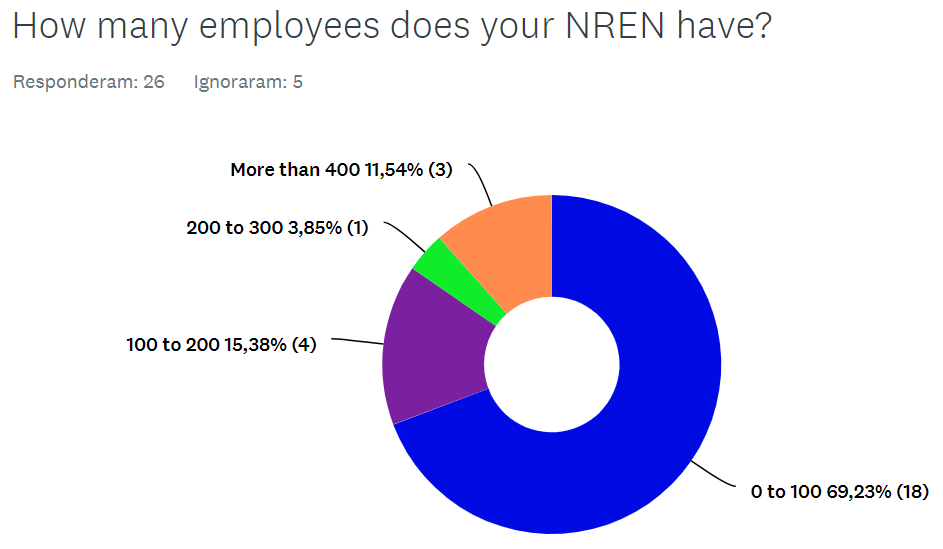 How many employees does your NREN have?
Responderam: 26 Ignoraram: 5
More than 400 11,54% (3)
200 to 300 3,85% (1)
100 to 200 15,38% (4)
0 to 100 69,23% (18)